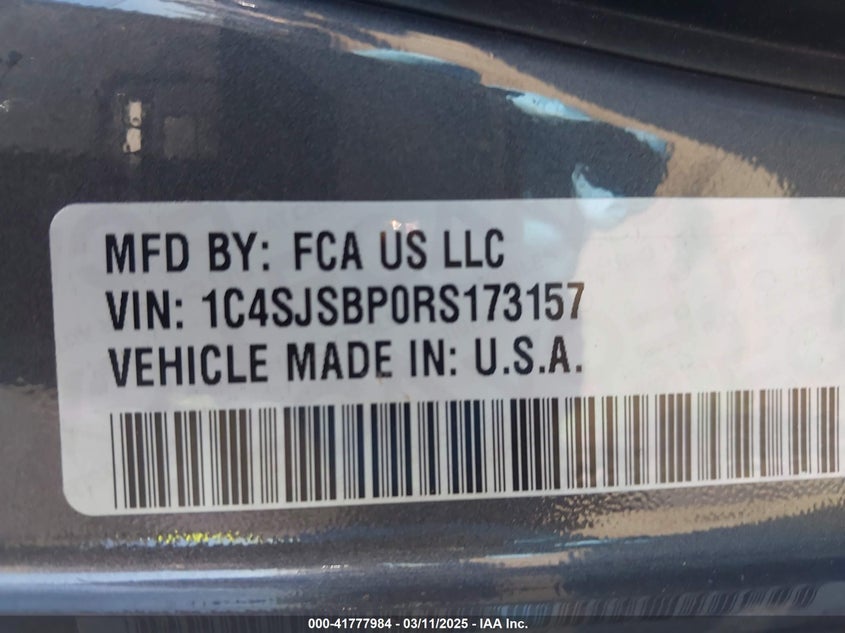 MFD BY: FCA US LLC
VIN: 1C4SJSBP0RS173157
VEHICLE MADE IN: U.S.A.
000-41777984 - 03/11/2025 - IAA Inc.